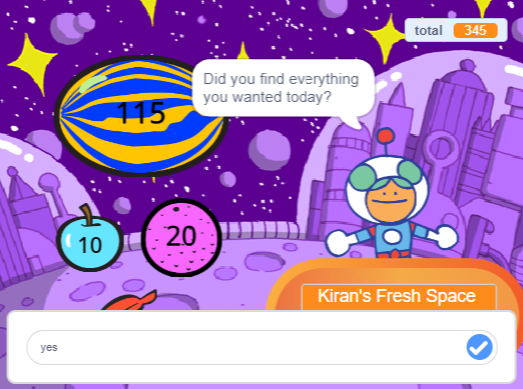 total 345
Did you find everything
you wanted today?
115
10
20
Kiran's Fresh Space
yes